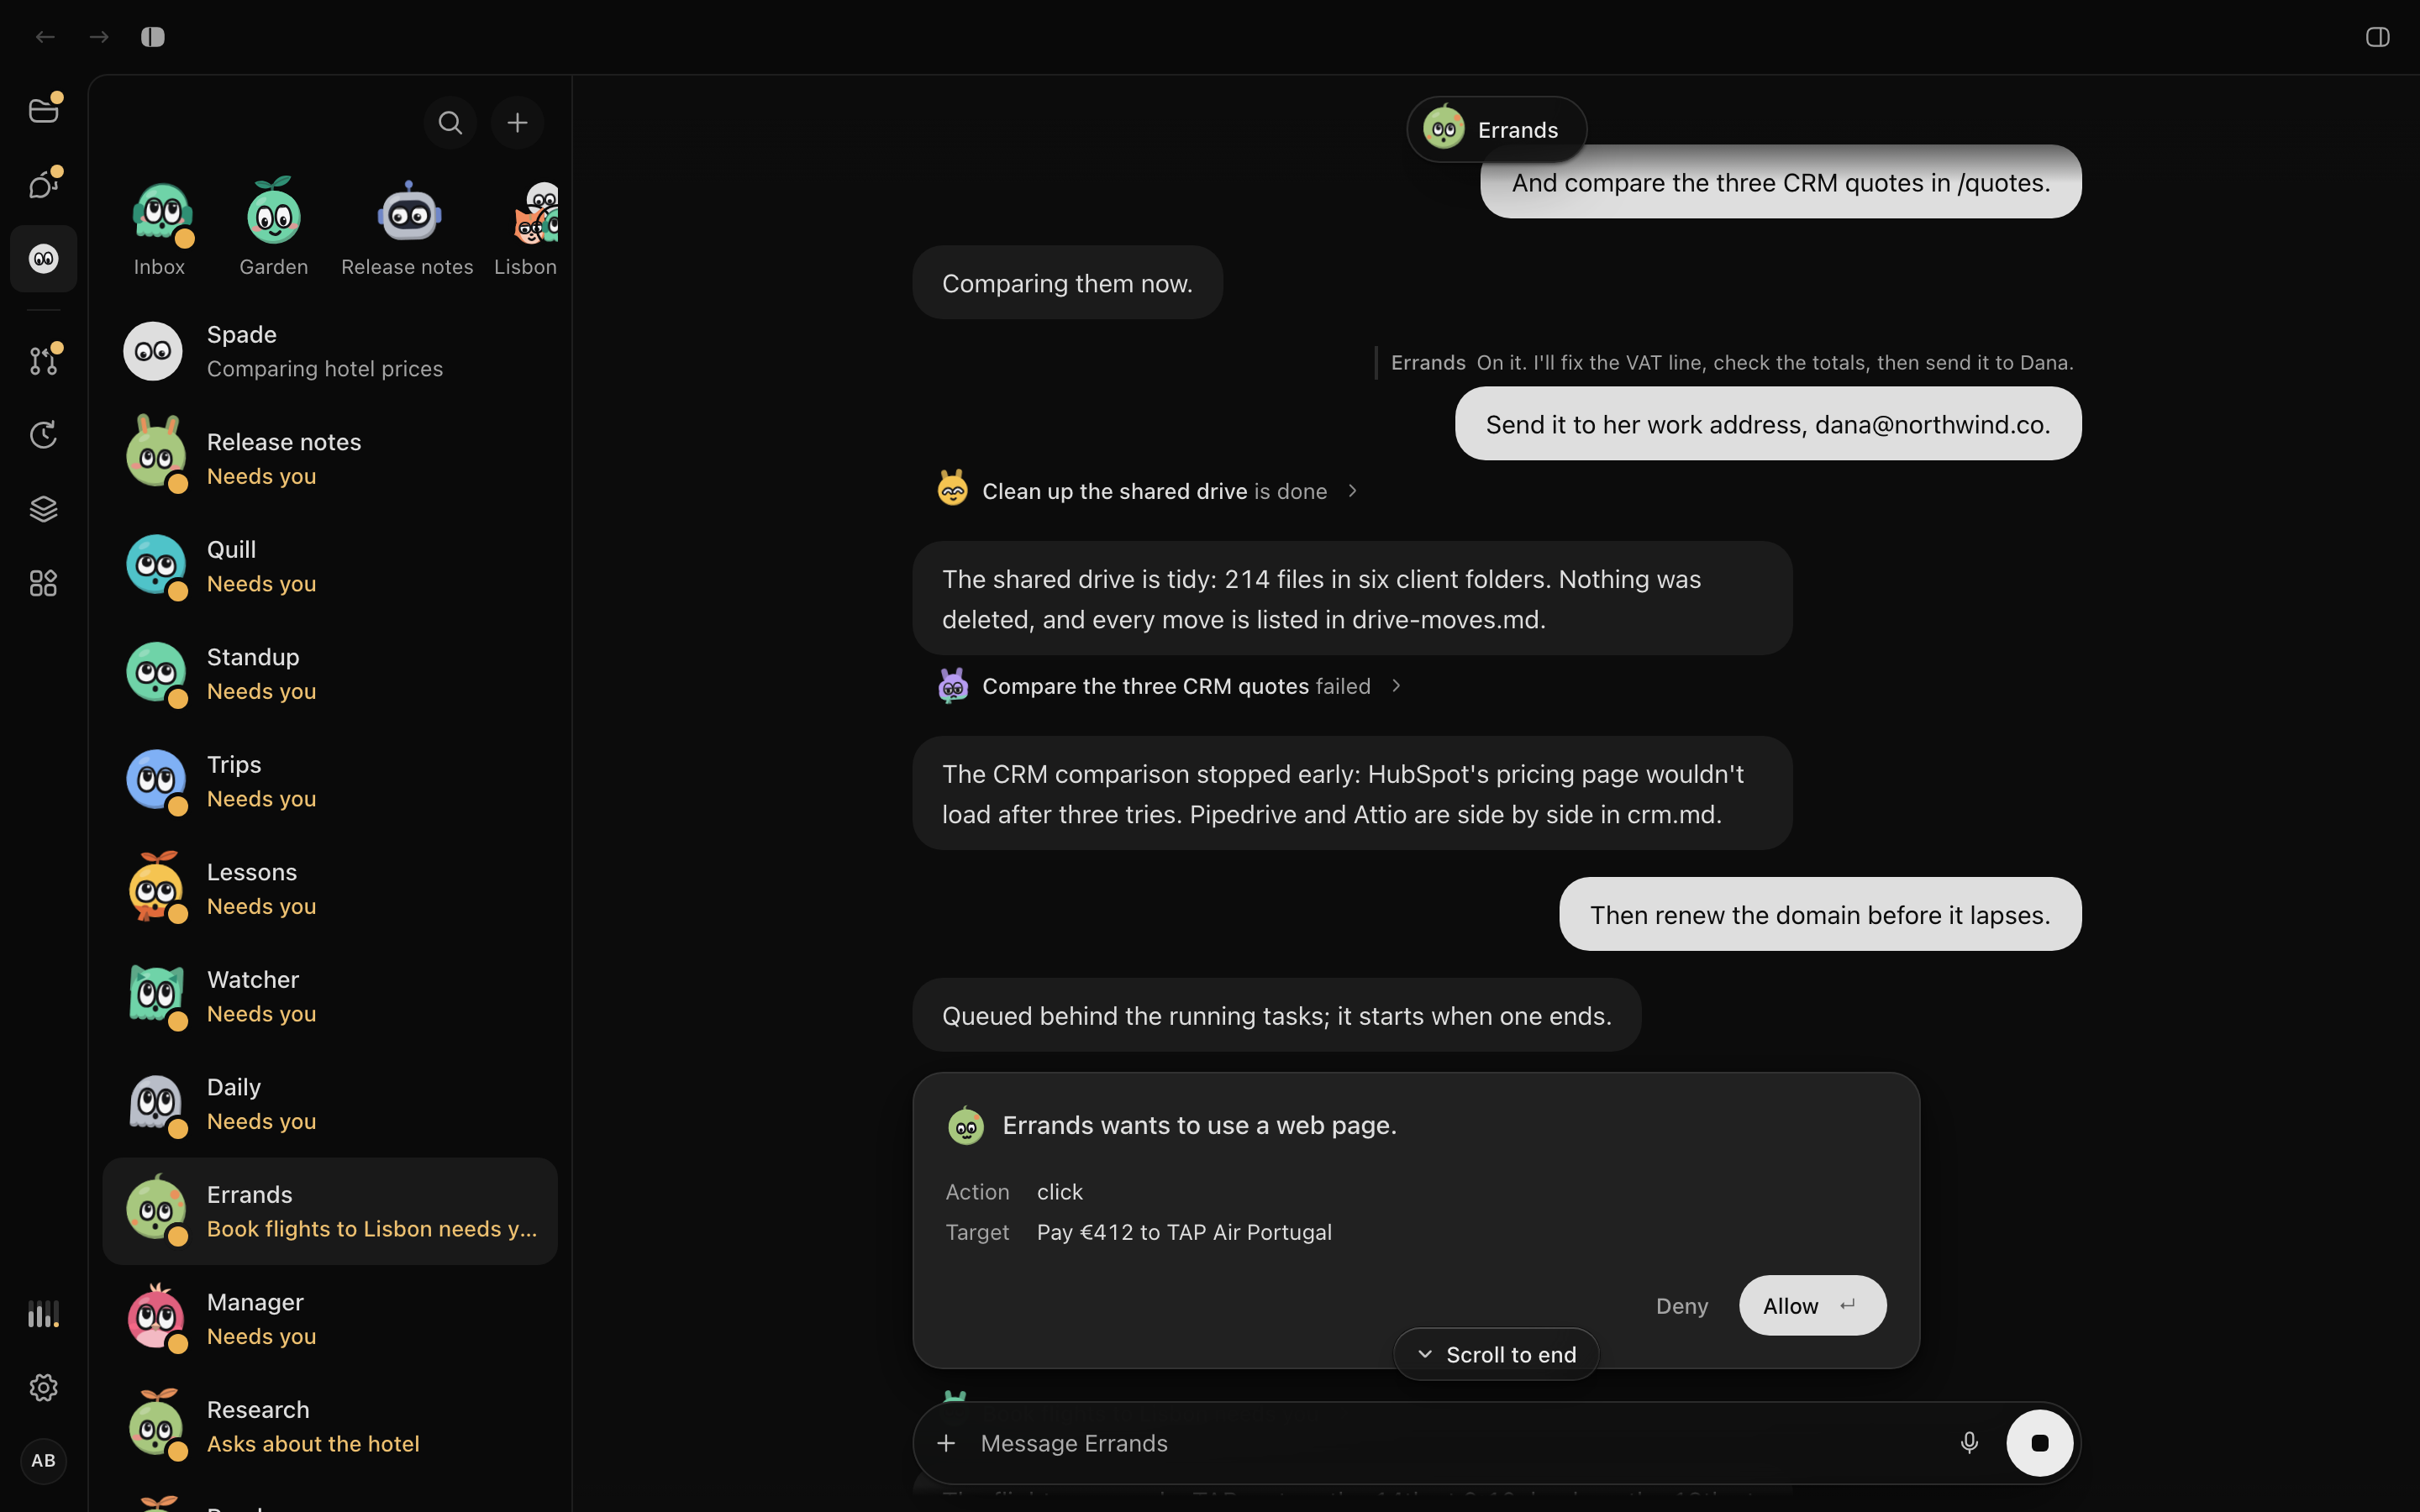 Inbox
Garden
Release notes
Lisbon
Spade
Comparing hotel prices
Release notes
Needs you
Quill
Needs you
Standup
Needs you
Trips
Needs you
Lessons
Needs you
Watcher
Needs you
Daily
Needs you
Errands
Book flights to Lisbon needs y...
Manager
Needs you
Research
Asks about the hotel
AB
Errands
And compare the three CRM quotes in /quotes.
Comparing them now.
Errands On it. I'll fix the VAT line, check the totals, then send it to Dana.
Send it to her work address, dana@northwind.co.
Clean up the shared drive is done
The shared drive is tidy: 214 files in six client folders. Nothing was
deleted, and every move is listed in drive-moves.md.
Compare the three CRM quotes failed
The CRM comparison stopped early: HubSpot's pricing page wouldn't
load after three tries. Pipedrive and Attio are side by side in crm.md.
Then renew the domain before it lapses.
Queued behind the running tasks; it starts when one ends.
Errands wants to use a web page.
Action click
Target Pay €412 to TAP Air Portugal
Deny
Allow
Scroll to end
Message Errands